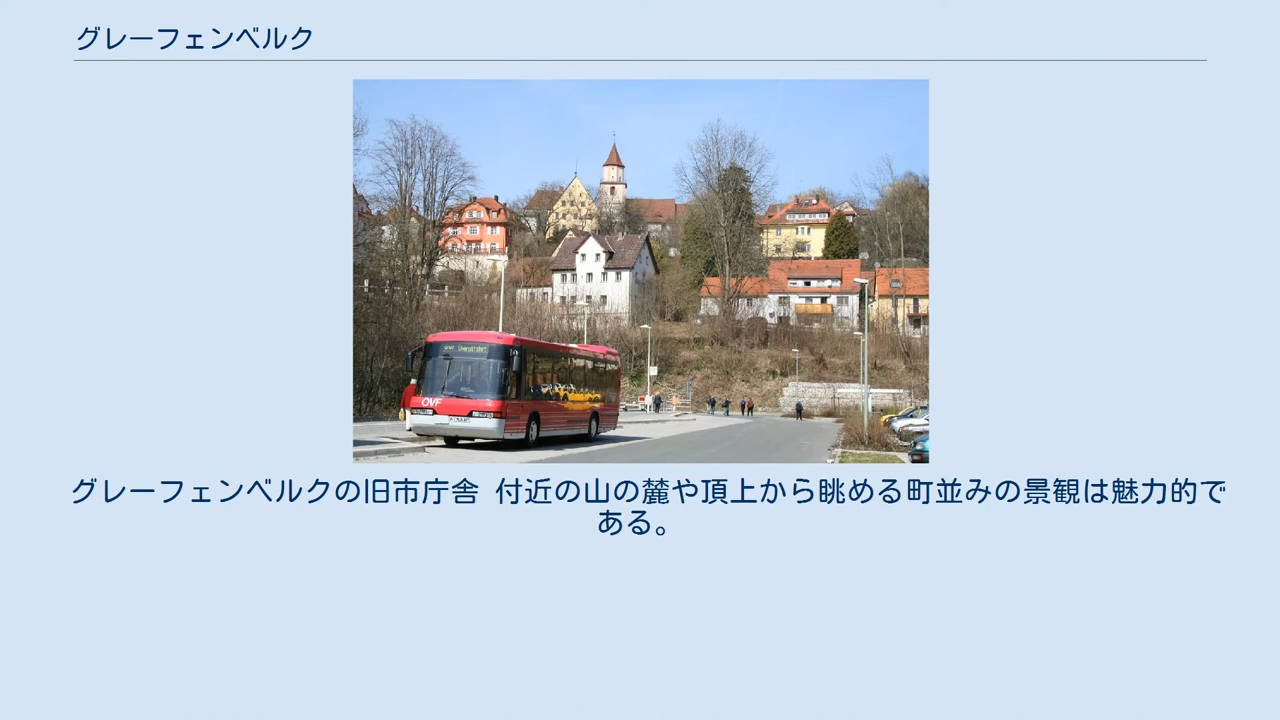 グレーフェンベルク
OVF
グレーフェンベルクの旧市庁舎 付近の山の麓や頂上から眺める町並みの景観は魅力的で
ある。